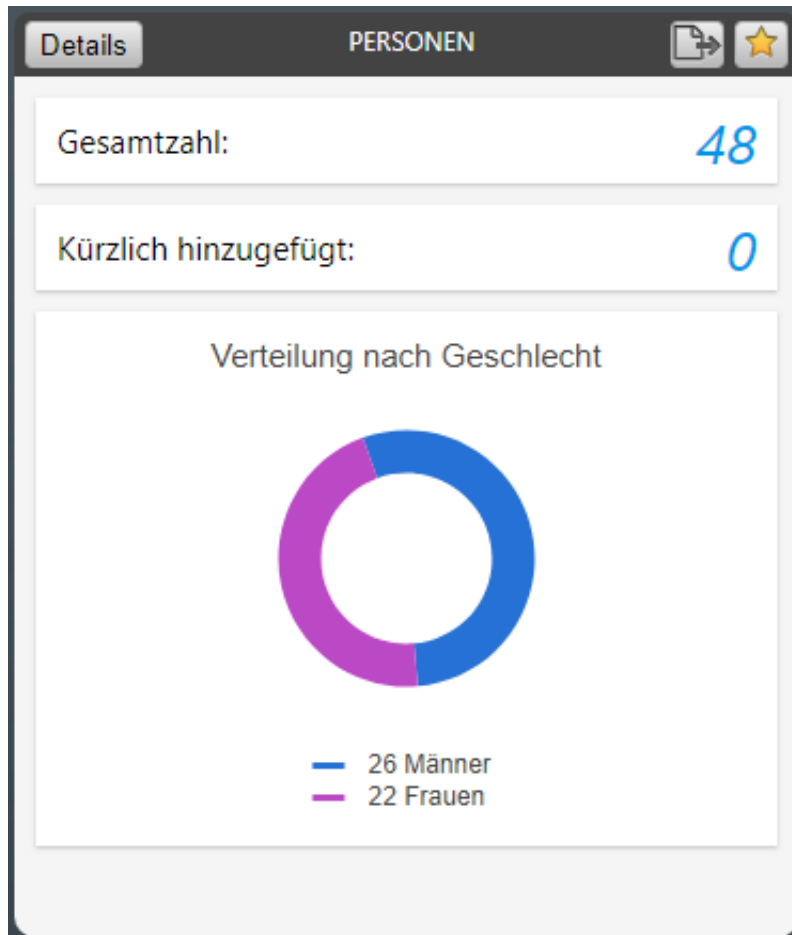 Details
PERSONEN
Gesamtzahl:
48
Kürzlich hinzugefügt:
0
Verteilung nach Geschlecht
26 Männer
22 Frauen